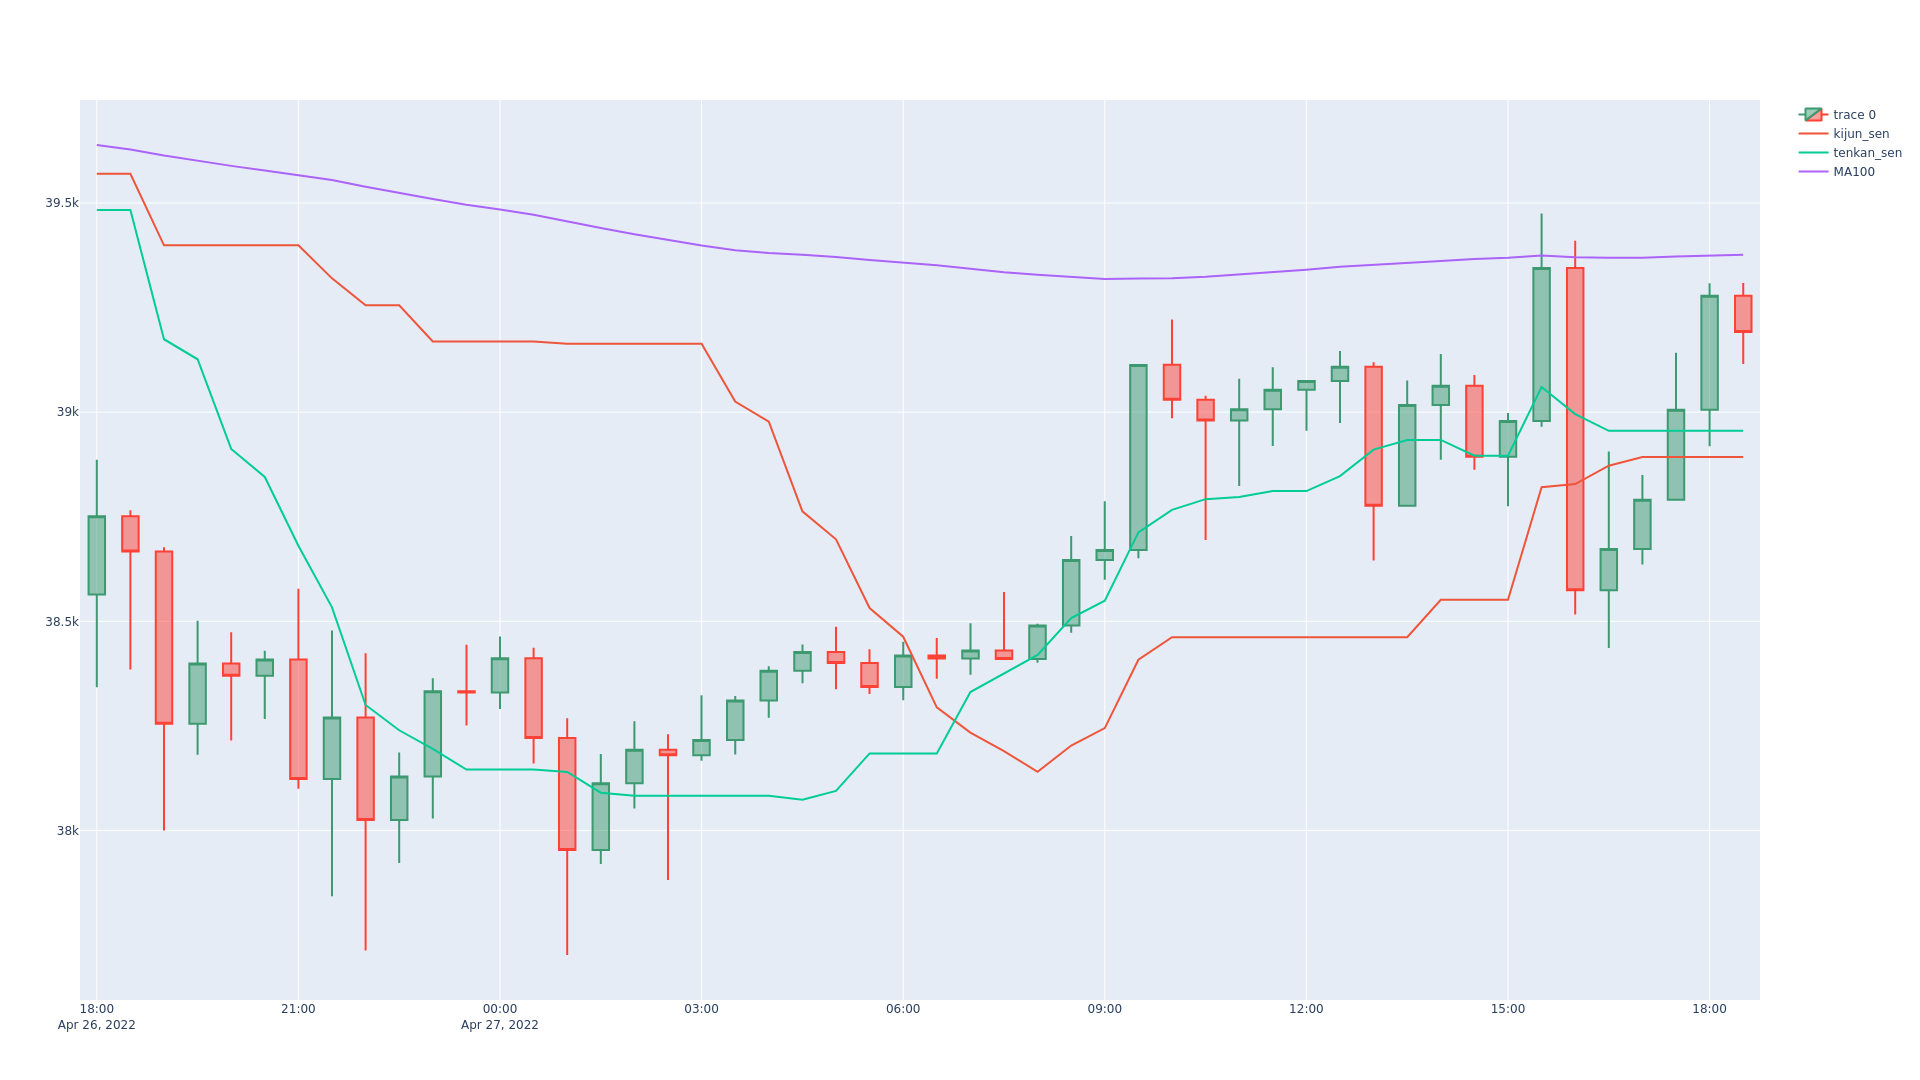 trace 0
kijun_sen
tenkan_sen
MA100
39.5k
39k
38.5k
38k
18:00 21:00 00:00 03:00 06:00 09:00 12:00 15:00 18:00
Apr 26, 2022 Apr 27, 2022